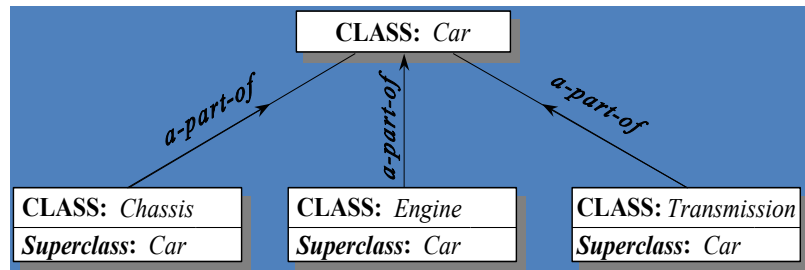 CLASS: Car
a-part-of
a-part-of
a-part-of
CLASS: Chassis
Superclass: Car
CLASS: Engine
Superclass: Car
CLASS: Transmission
Superclass: Car